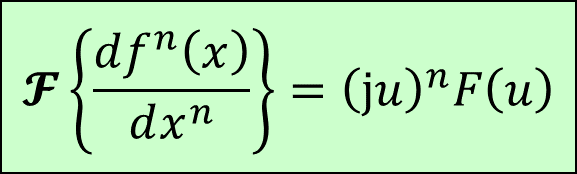 ℱ{df^n(x)/dx^n} = (ju)^n F(u)